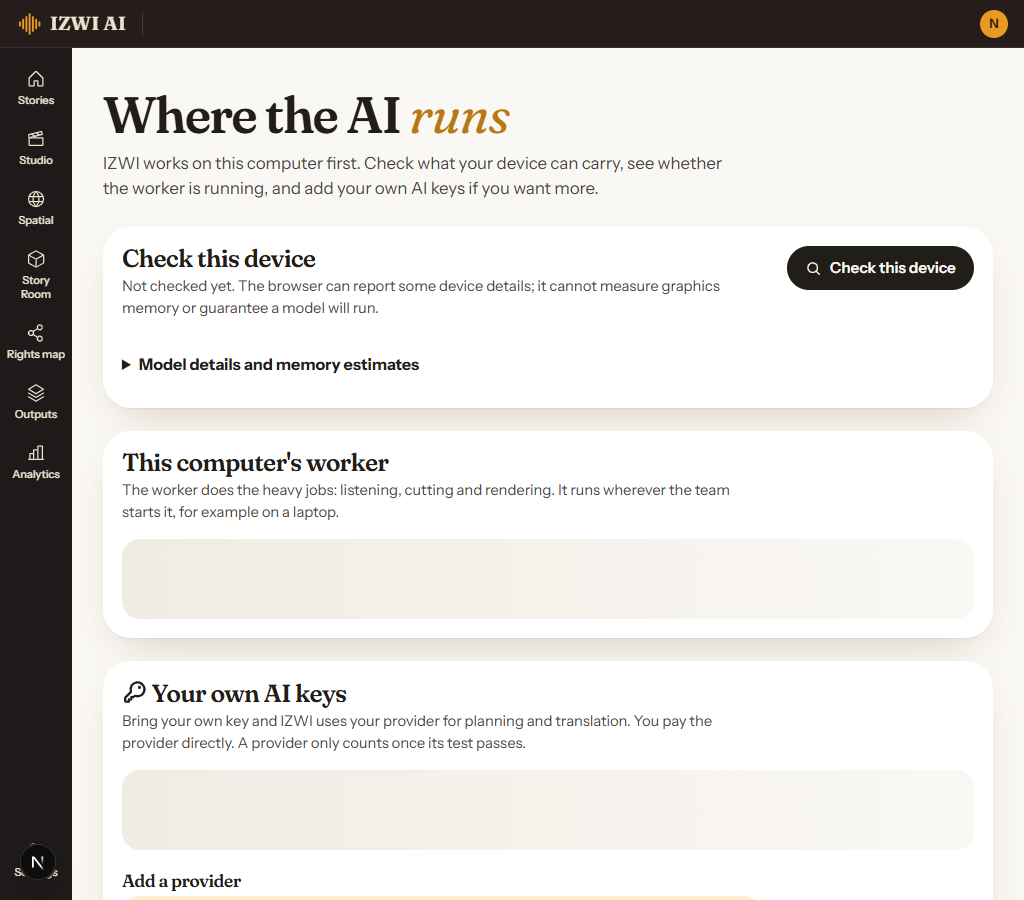 IZWI AI
N
Stories
Studio
Spatial
Story
Room
Rights map
Outputs
Analytics
N
Where the AI runs
IZWI works on this computer first. Check what your device can carry, see whether
the worker is running, and add your own AI keys if you want more.
Check this device
Not checked yet. The browser can report some device details; it cannot measure graphics
memory or guarantee a model will run.
Check this device
Model details and memory estimates
This computer's worker
The worker does the heavy jobs: listening, cutting and rendering. It runs wherever the team
starts it, for example on a laptop.
Your own AI keys
Bring your own key and IZWI uses your provider for planning and translation. You pay the
provider directly. A provider only counts once its test passes.
Add a provider